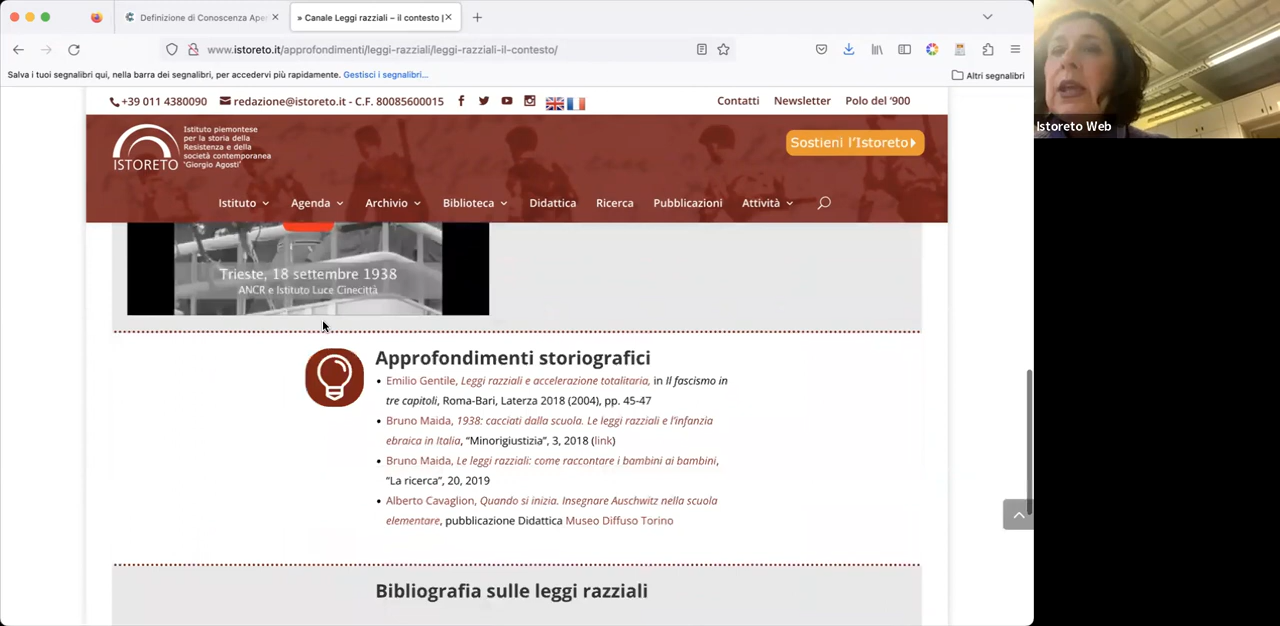 Definizione di Conoscenza Ape
» Canale Leggi razziali – il contesto |
www.istoreto.it/approfondimenti/leggi-razziali/leggi-razziali-il-contesto/
Salva i tuoi segnalibri qui, nella barra dei segnalibri, per accedervi più rapidamente. Gestisci i segnalibri...
Altri segnalibri
+39 011 4380090
redazione@istoreto.it - C.F. 80085600015
Contatti
Newsletter
Polo del '900
ISTORETO
Istituto piemontese
per la storia della
Resistenza e della
società contemporanea
'Giorgio Agosti'
Sostieni l'Istoreto
Istituto
Agenda
Archivio
Biblioteca
Didattica
Ricerca
Pubblicazioni
Attività
Trieste, 18 settembre 1938
ANCR e Istituto Luce Cinecittà
Approfondimenti storiografici
• Emilio Gentile, Leggi razziali e accelerazione totalitaria, in Il fascismo in
tre capitoli, Roma-Bari, Laterza 2018 (2004), pp. 45-47
• Bruno Maida, 1938: cacciati dalla scuola. Le leggi razziali e l'infanzia
ebraica in Italia, "Minorigiustizia", 3, 2018 (link)
• Bruno Maida, Le leggi razziali: come raccontare i bambini ai bambini,
"La ricerca", 20, 2019
• Alberto Cavaglion, Quando si inizia. Insegnare Auschwitz nella scuola
elementare, pubblicazione Didattica Museo Diffuso Torino
Bibliografia sulle leggi razziali
Istoreto Web